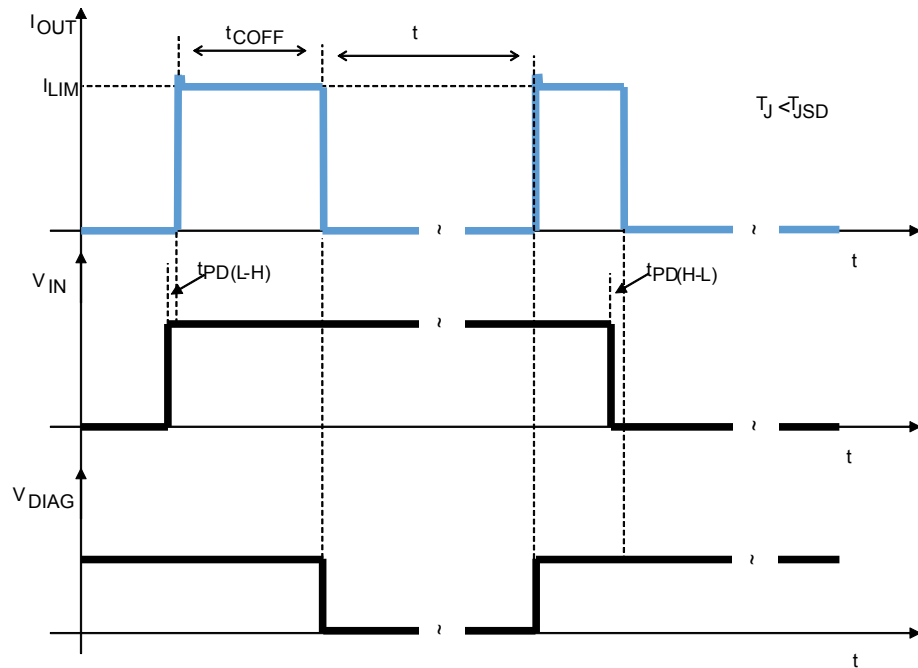 IOUT
tCOFF
t
ILIM
TJ <TJSD
~
~
t
tPD(L-H)
tPD(H-L)
VIN
~
~
t
VDIAG
~
~
t